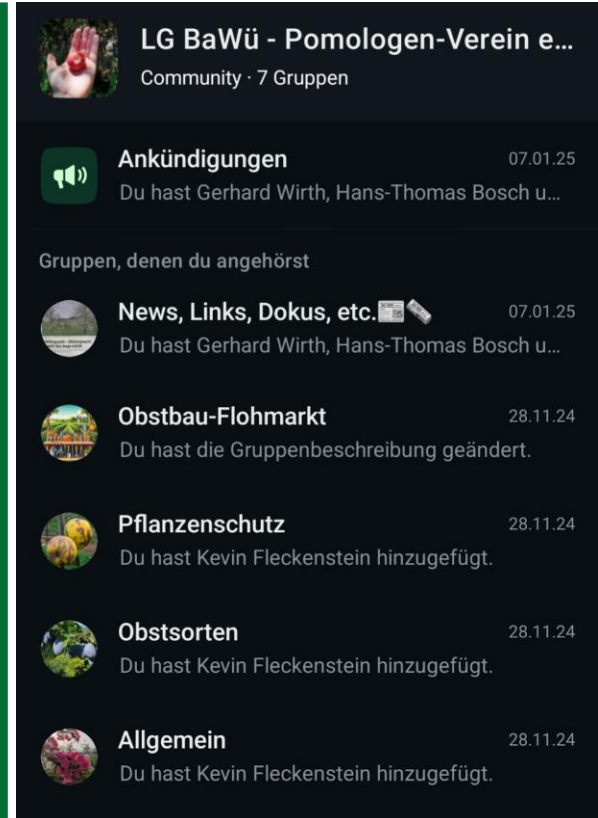 LG BaWü - Pomologen-Verein e...
Community · 7 Gruppen
Ankündigungen 07.01.25
Du hast Gerhard Wirth, Hans-Thomas Bosch u...
Gruppen, denen du angehörst
News, Links, Dokus, etc.📰🗞 07.01.25
Du hast Gerhard Wirth, Hans-Thomas Bosch u...
Obstbau-Flohmarkt 28.11.24
Du hast die Gruppenbeschreibung geändert.
Pflanzenschutz 28.11.24
Du hast Kevin Fleckenstein hinzugefügt.
Obstsorten 28.11.24
Du hast Kevin Fleckenstein hinzugefügt.
Allgemein 28.11.24
Du hast Kevin Fleckenstein hinzugefügt.